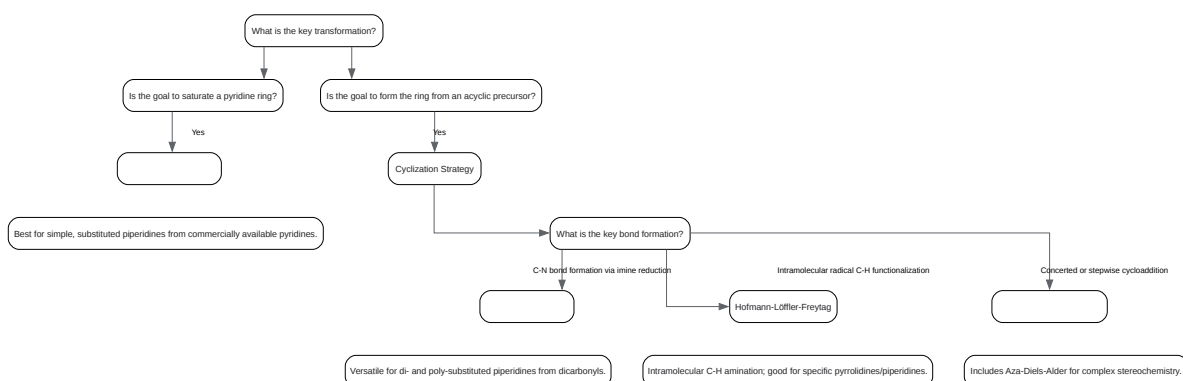 What is the key transformation?
Is the goal to saturate a pyridine ring?
Is the goal to form the ring from an acyclic precursor?
Yes
Yes
Cyclization Strategy
Best for simple, substituted piperidines from commercially available pyridines.
What is the key bond formation?
C-N bond formation via imine reduction
Intramolecular radical C-H functionalization
Concerted or stepwise cycloaddition
Hofmann-Löffler-Freytag
Versatile for di- and poly-substituted piperidines from dicarbonyls.
Intramolecular C-H amination; good for specific pyrrolidines/piperidines.
Includes Aza-Diels-Alder for complex stereochemistry.